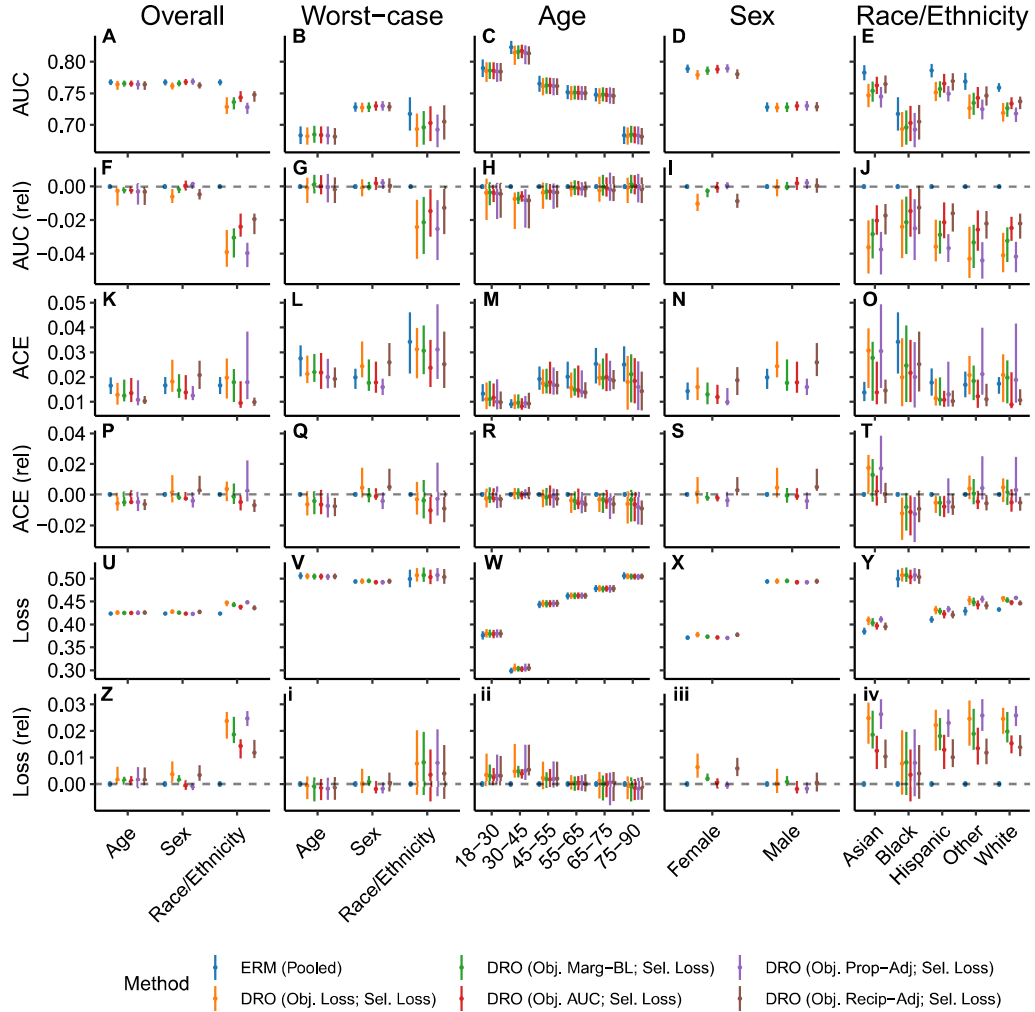 Overall Worst−case Age Sex Race/Ethnicity
A B C D E
AUC
0.80
0.75
0.70
F G H I J
AUC (rel)
0.00
−0.02
−0.04
K L M N O
ACE
0.05
0.04
0.03
0.02
0.01
P Q R S T
ACE (rel)
0.04
0.02
0.00
−0.02
U V W X Y
Loss
0.50
0.45
0.40
0.35
0.30
Z i ii iii iv
Loss (rel)
0.03
0.02
0.01
0.00
Age Sex Race/Ethnicity
Age Sex Race/Ethnicity
18−30 30−45 45−55 55−65 65−75 75−90
Female Male
Asian Black Hispanic Other White
Method
ERM (Pooled) DRO (Obj. Marg−BL; Sel. Loss) DRO (Obj. Prop−Adj; Sel. Loss)
DRO (Obj. Loss; Sel. Loss) DRO (Obj. AUC; Sel. Loss) DRO (Obj. Recip−Adj; Sel. Loss)